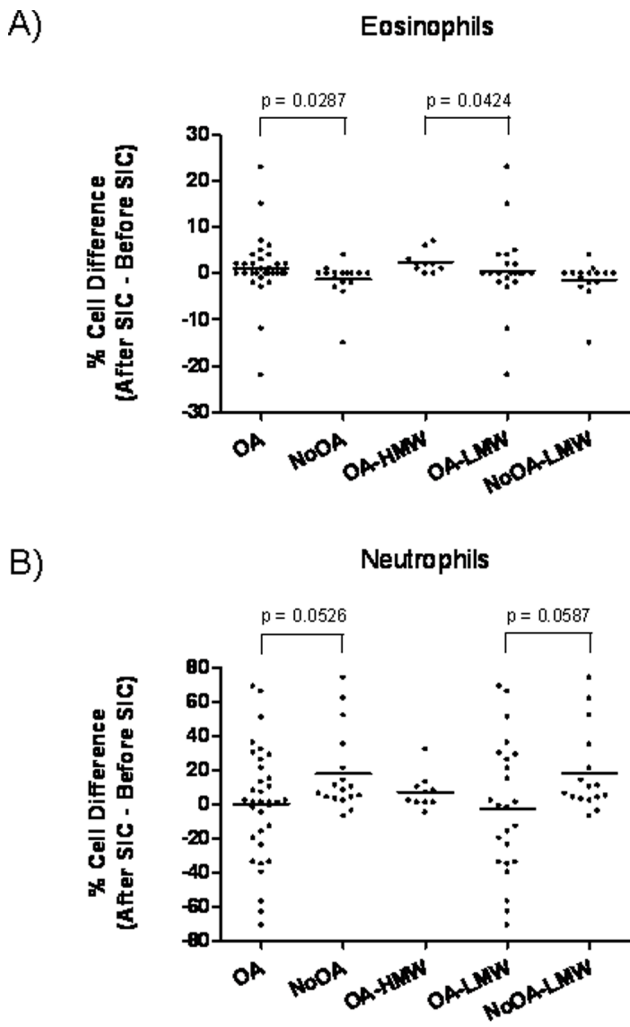 A)
Eosinophils
p = 0.0287
p = 0.0424
% Cell Difference
(After SIC - Before SIC)
30
20
10
0
-10
-20
-30
OA
NoOA
OA-HMW
OA-LMW
NoOA-LMW
B)
Neutrophils
p = 0.0526
p = 0.0587
% Cell Difference
(After SIC - Before SIC)
80
60
40
20
0
-20
-40
-60
-80
OA
NoOA
OA-HMW
OA-LMW
NoOA-LMW